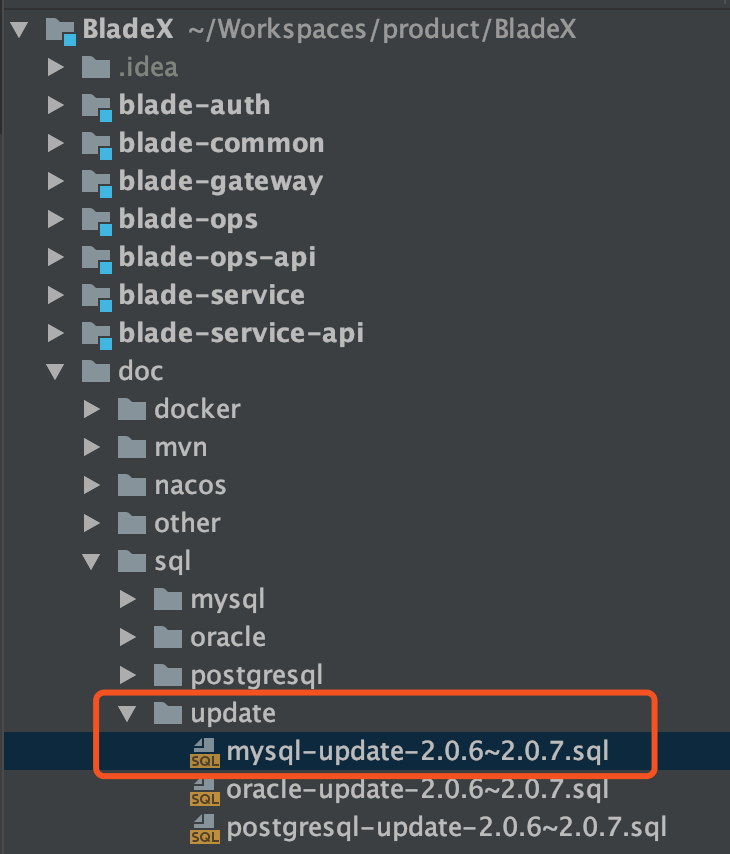 BladeX ~/Workspaces/product/BladeX
.idea
blade-auth
blade-common
blade-gateway
blade-ops
blade-ops-api
blade-service
blade-service-api
doc
docker
mvn
nacos
other
sql
mysql
oracle
postgresql
update
SQL mysql-update-2.0.6~2.0.7.sql
SQL oracle-update-2.0.6~2.0.7.sql
SQL postgresql-update-2.0.6~2.0.7.sql